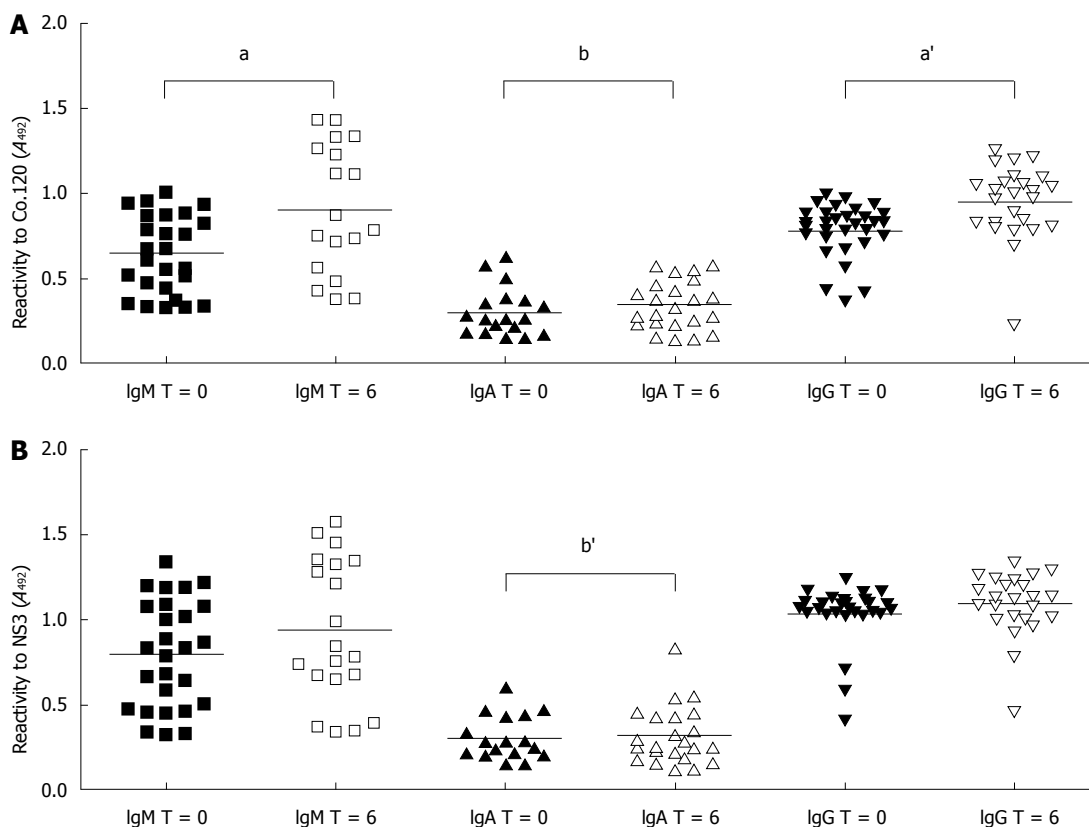 A
2.0
a
b
a'
1.5
1.0
0.5
0.0
Reactivity to Co.120 (A492)
IgM T = 0 IgM T = 6 IgA T = 0 IgA T = 6 IgG T = 0 IgG T = 6
B
2.0
1.5
b'
1.0
0.5
0.0
Reactivity to NS3 (A492)
IgM T = 0 IgM T = 6 IgA T = 0 IgA T = 6 IgG T = 0 IgG T = 6